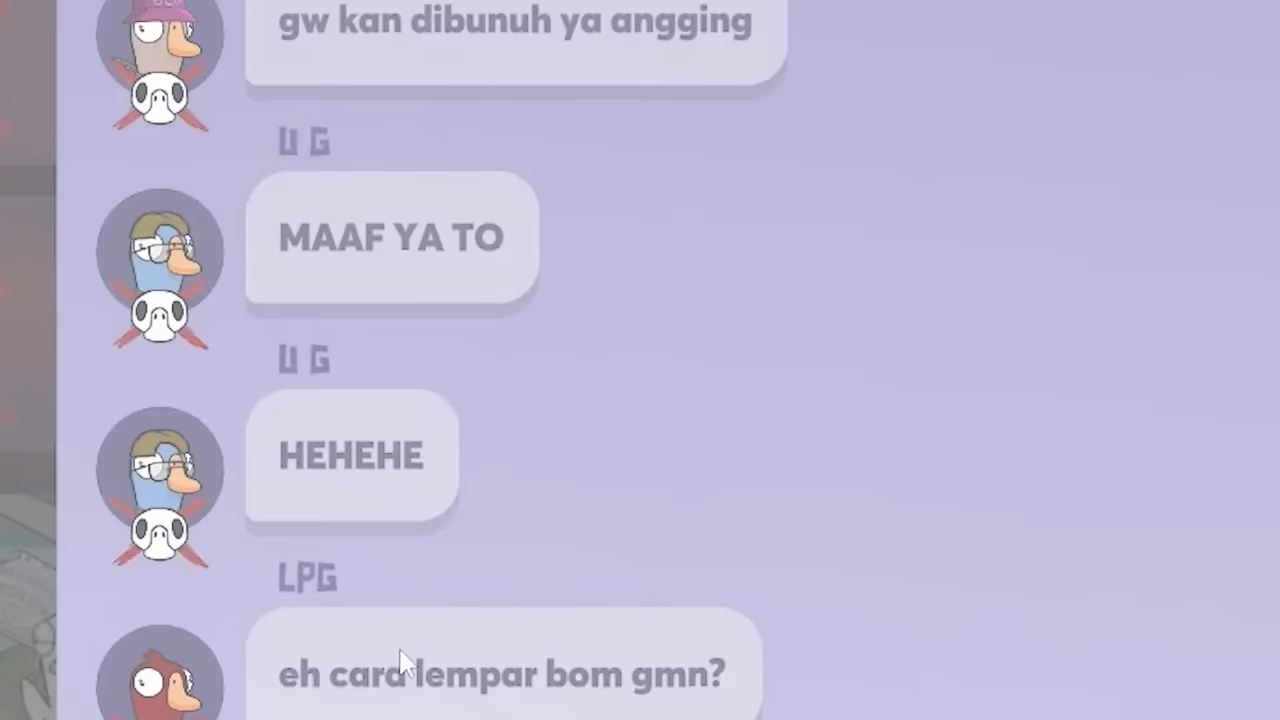 gw kan dibunuh ya angging
U G
MAAF YA TO
U G
HEHEHE
LPG
eh cara lempar bom gmn?